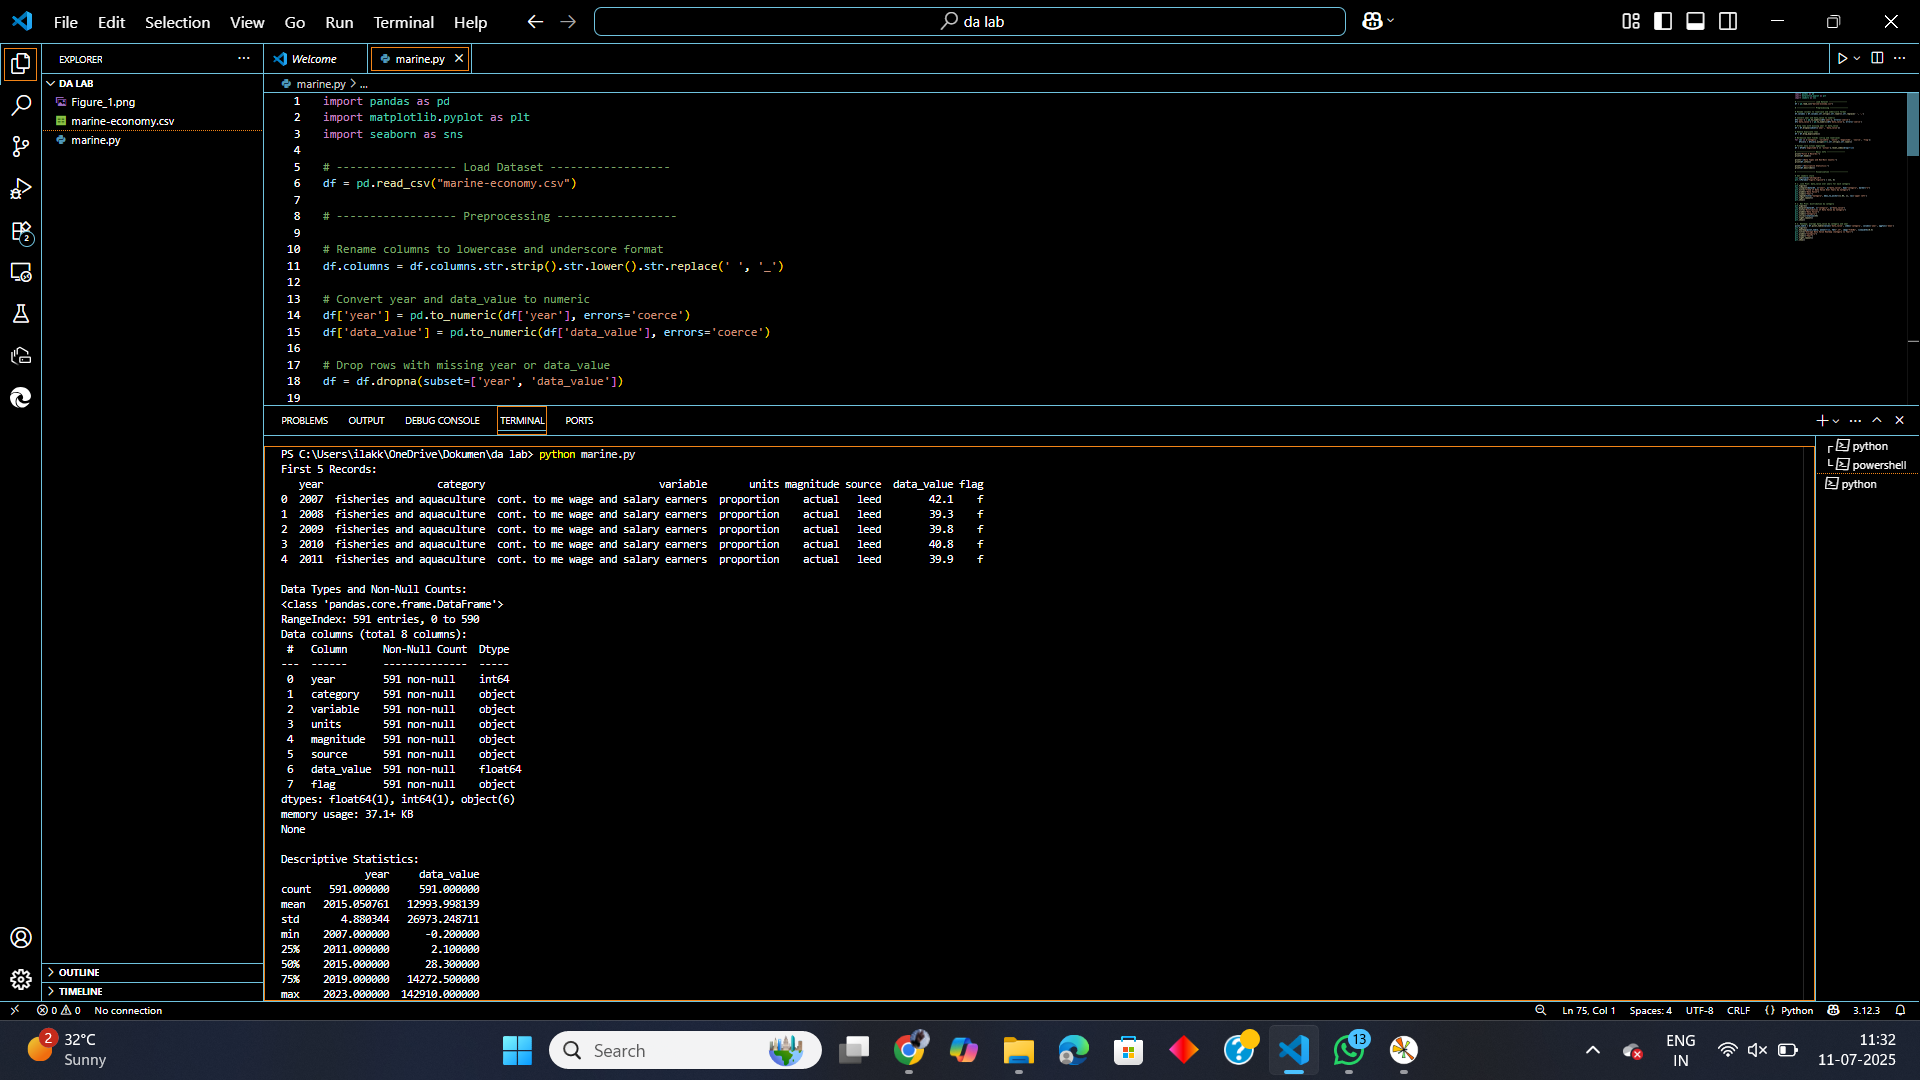 File Edit Selection View Go Run Terminal Help
da lab
EXPLORER
DA LAB
Figure_1.png
marine-economy.csv
marine.py
Welcome
marine.py
marine.py > ...
1 import pandas as pd
2 import matplotlib.pyplot as plt
3 import seaborn as sns
4
5 # ------------------ Load Dataset ------------------
6 df = pd.read_csv("marine-economy.csv")
7
8 # ------------------ Preprocessing ------------------
9
10 # Rename columns to lowercase and underscore format
11 df.columns = df.columns.str.strip().str.lower().str.replace(' ', '_')
12
13 # Convert year and data_value to numeric
14 df['year'] = pd.to_numeric(df['year'], errors='coerce')
15 df['data_value'] = pd.to_numeric(df['data_value'], errors='coerce')
16
17 # Drop rows with missing year or data_value
18 df = df.dropna(subset=['year', 'data_value'])
19
PROBLEMS OUTPUT DEBUG CONSOLE TERMINAL PORTS
python
powershell
python
PS C:\Users\ilakk\OneDrive\Dokumen\da lab> python marine.py
First 5 Records:
year category variable units magnitude source data_value flag
0 2007 fisheries and aquaculture cont. to me wage and salary earners proportion actual leed 42.1 f
1 2008 fisheries and aquaculture cont. to me wage and salary earners proportion actual leed 39.3 f
2 2009 fisheries and aquaculture cont. to me wage and salary earners proportion actual leed 39.8 f
3 2010 fisheries and aquaculture cont. to me wage and salary earners proportion actual leed 40.8 f
4 2011 fisheries and aquaculture cont. to me wage and salary earners proportion actual leed 39.9 f
Data Types and Non-Null Counts:
<class 'pandas.core.frame.DataFrame'>
RangeIndex: 591 entries, 0 to 590
Data columns (total 8 columns):
# Column Non-Null Count Dtype
--- ------ -------------- -----
0 year 591 non-null int64
1 category 591 non-null object
2 variable 591 non-null object
3 units 591 non-null object
4 magnitude 591 non-null object
5 source 591 non-null object
6 data_value 591 non-null float64
7 flag 591 non-null object
dtypes: float64(1), int64(1), object(6)
memory usage: 37.1+ KB
None
Descriptive Statistics:
year data_value
count 591.000000 591.000000
mean 2015.050761 12993.998139
std 4.880344 26973.248711
min 2007.000000 -0.200000
25% 2011.000000 2.100000
50% 2015.000000 28.300000
75% 2019.000000 14272.500000
max 2023.000000 142910.000000
OUTLINE
TIMELINE
0 0 No connection
Ln 75, Col 1 Spaces: 4 UTF-8 CRLF {} Python 3.12.3
2
2 32°C
Sunny
Search
13
ENG
IN
11:32
11-07-2025